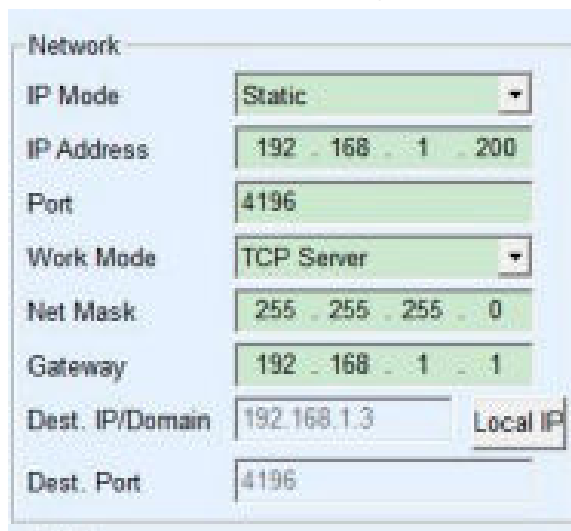 Network
IP Mode Static
IP Address 192 . 168 . 1 . 200
Port 4196
Work Mode TCP Server
Net Mask 255 . 255 . 255 . 0
Gateway 192 . 168 . 1 . 1
Dest. IP/Domain 192.168.1.3 Local IP
Dest. Port 4196